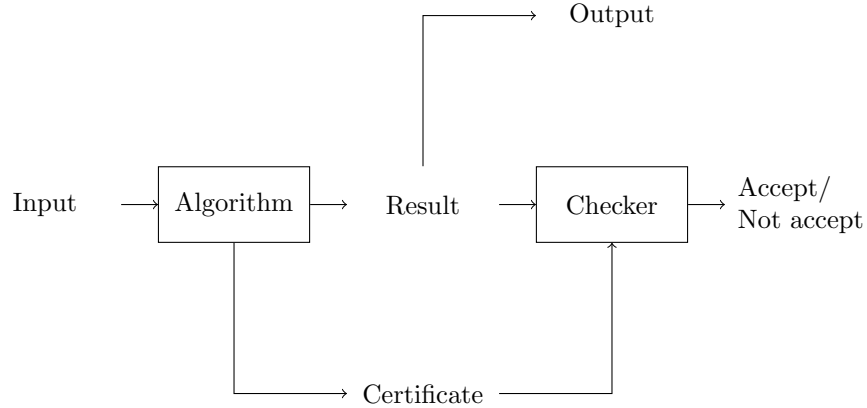 Output
Input
Algorithm
Result
Checker
Accept/
Not accept
Certificate